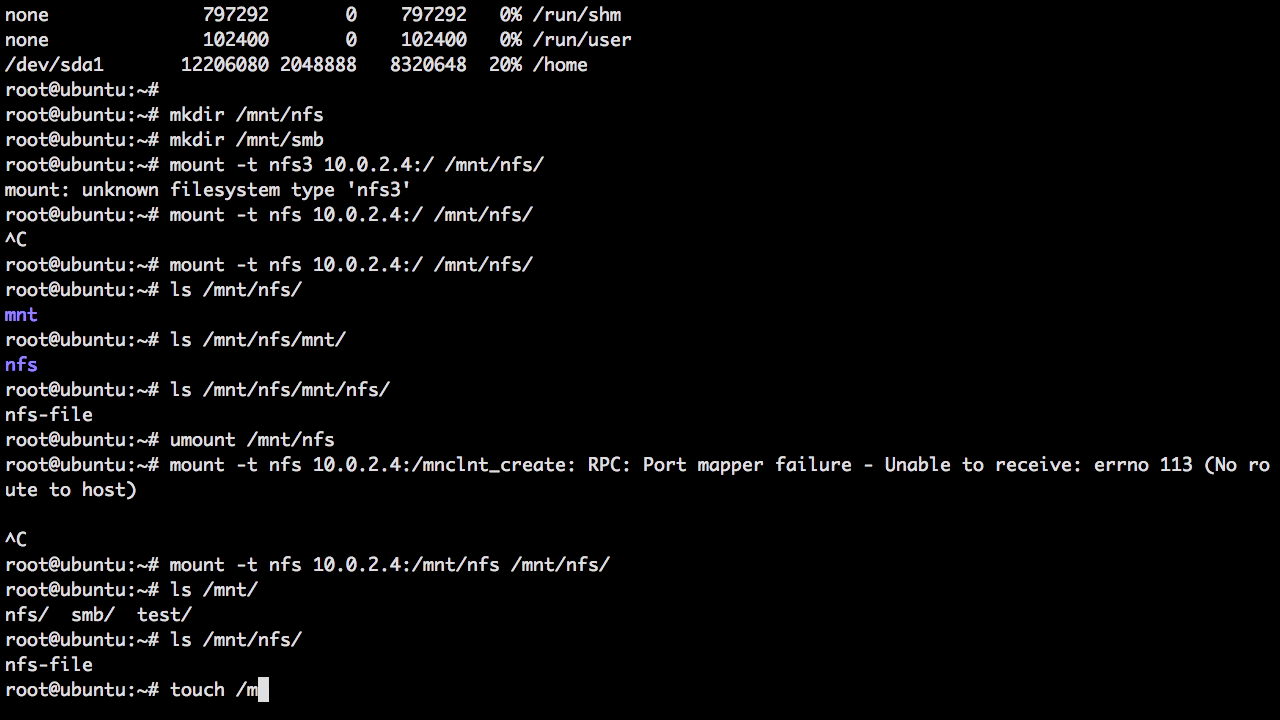 none                 797292       0    797292   0% /run/shm
none                 102400       0    102400   0% /run/user
/dev/sda1       12206080 2048888   8320648  20% /home
root@ubuntu:~#
root@ubuntu:~# mkdir /mnt/nfs
root@ubuntu:~# mkdir /mnt/smb
root@ubuntu:~# mount -t nfs3 10.0.2.4:/ /mnt/nfs/
mount: unknown filesystem type 'nfs3'
root@ubuntu:~# mount -t nfs 10.0.2.4:/ /mnt/nfs/
^C
root@ubuntu:~# mount -t nfs 10.0.2.4:/ /mnt/nfs/
root@ubuntu:~# ls /mnt/nfs/
mnt
root@ubuntu:~# ls /mnt/nfs/mnt/
nfs
root@ubuntu:~# ls /mnt/nfs/mnt/nfs/
nfs-file
root@ubuntu:~# umount /mnt/nfs
root@ubuntu:~# mount -t nfs 10.0.2.4:/mnclnt_create: RPC: Port mapper failure - Unable to receive: errno 113 (No ro
ute to host)
^C
root@ubuntu:~# mount -t nfs 10.0.2.4:/mnt/nfs /mnt/nfs/
root@ubuntu:~# ls /mnt/
nfs/  smb/  test/
root@ubuntu:~# ls /mnt/nfs/
nfs-file
root@ubuntu:~# touch /m